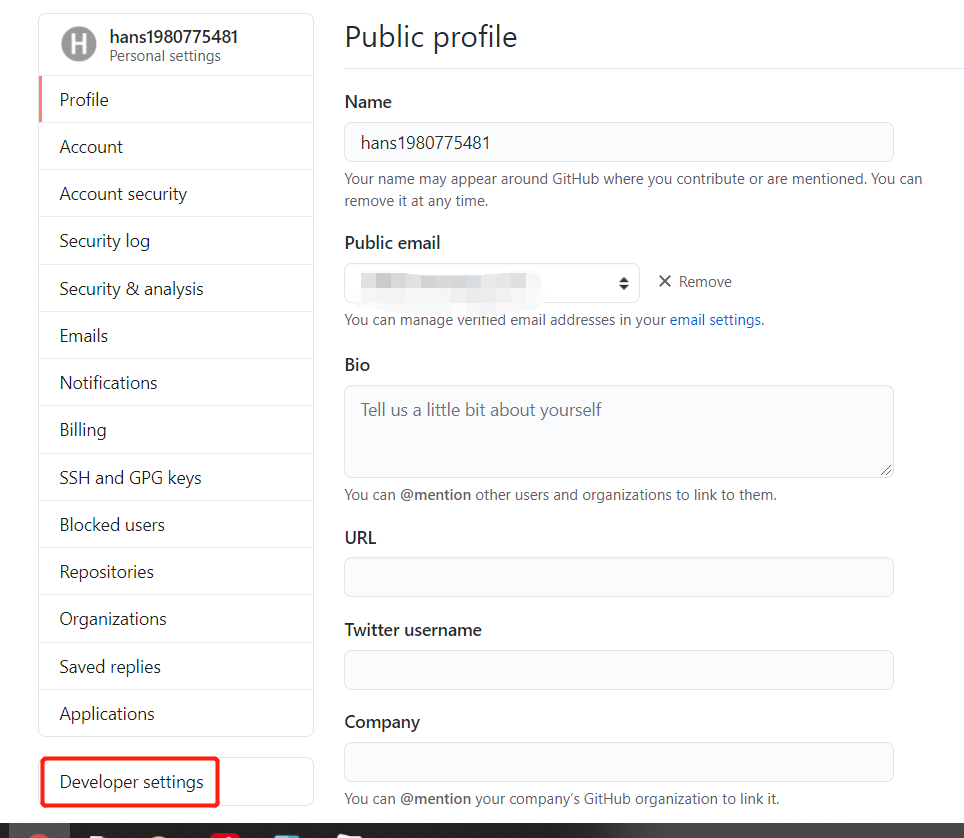 H
hans1980775481
Personal settings
Profile
Account
Account security
Security log
Security & analysis
Emails
Notifications
Billing
SSH and GPG keys
Blocked users
Repositories
Organizations
Saved replies
Applications
Developer settings
Public profile
Name
hans1980775481
Your name may appear around GitHub where you contribute or are mentioned. You can
remove it at any time.
Public email
Remove
You can manage verified email addresses in your email settings.
Bio
Tell us a little bit about yourself
You can @mention other users and organizations to link to them.
URL
Twitter username
Company
You can @mention your company’s GitHub organization to link it.